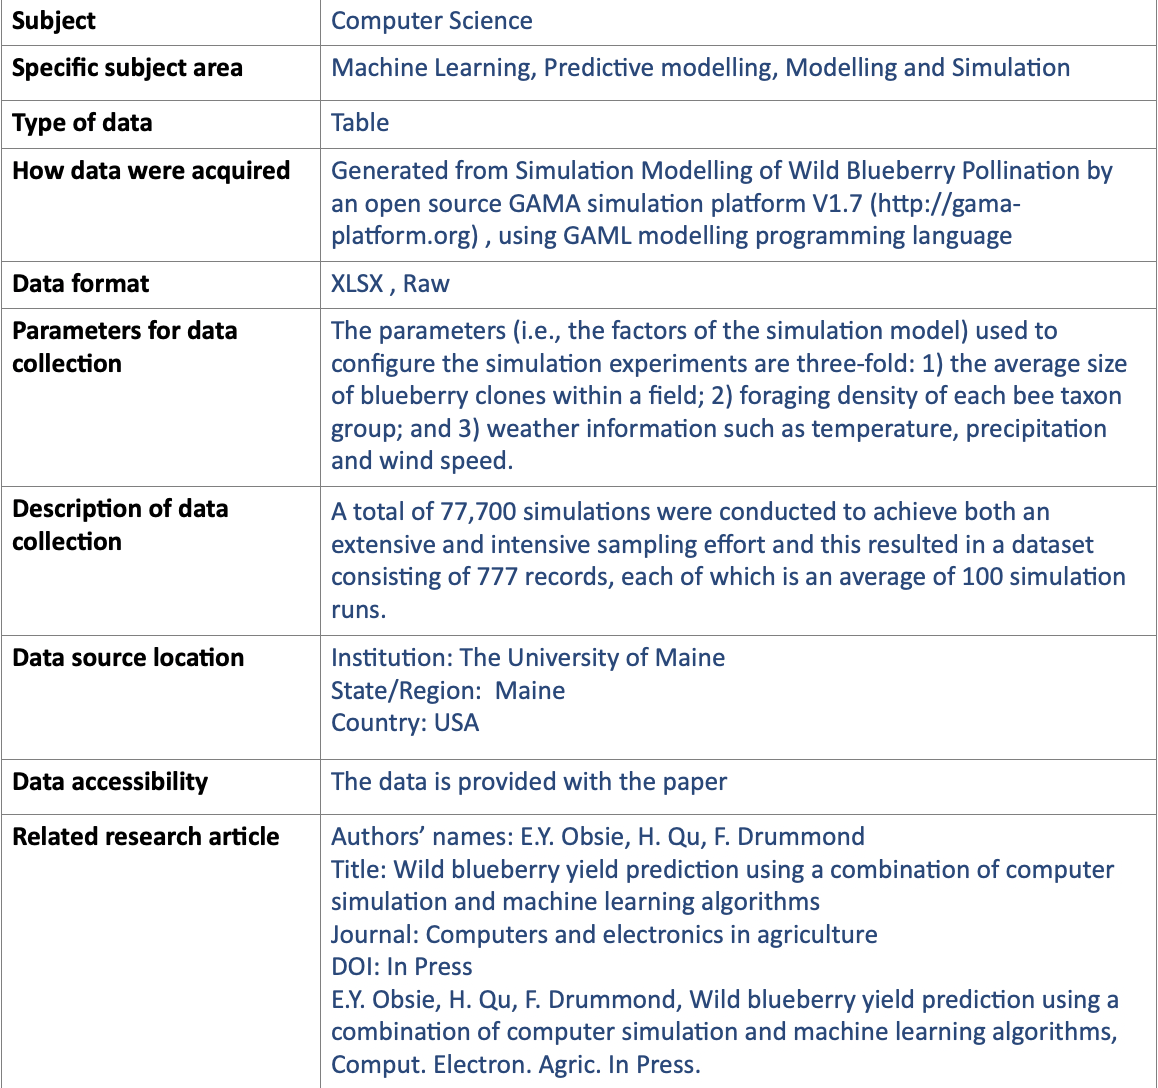 Subject
Computer Science
Specific subject area
Machine Learning, Predictive modelling, Modelling and Simulation
Type of data
Table
How data were acquired
Generated from Simulation Modelling of Wild Blueberry Pollination by
an open source GAMA simulation platform V1.7 (http://gama-
platform.org) , using GAML modelling programming language
Data format
XLSX , Raw
Parameters for data
collection
The parameters (i.e., the factors of the simulation model) used to
configure the simulation experiments are three-fold: 1) the average size
of blueberry clones within a field; 2) foraging density of each bee taxon
group; and 3) weather information such as temperature, precipitation
and wind speed.
Description of data
collection
A total of 77,700 simulations were conducted to achieve both an
extensive and intensive sampling effort and this resulted in a dataset
consisting of 777 records, each of which is an average of 100 simulation
runs.
Data source location
Institution: The University of Maine
State/Region:  Maine
Country: USA
Data accessibility
The data is provided with the paper
Related research article
Authors’ names: E.Y. Obsie, H. Qu, F. Drummond
Title: Wild blueberry yield prediction using a combination of computer
simulation and machine learning algorithms
Journal: Computers and electronics in agriculture
DOI: In Press
E.Y. Obsie, H. Qu, F. Drummond, Wild blueberry yield prediction using a
combination of computer simulation and machine learning algorithms,
Comput. Electron. Agric. In Press.